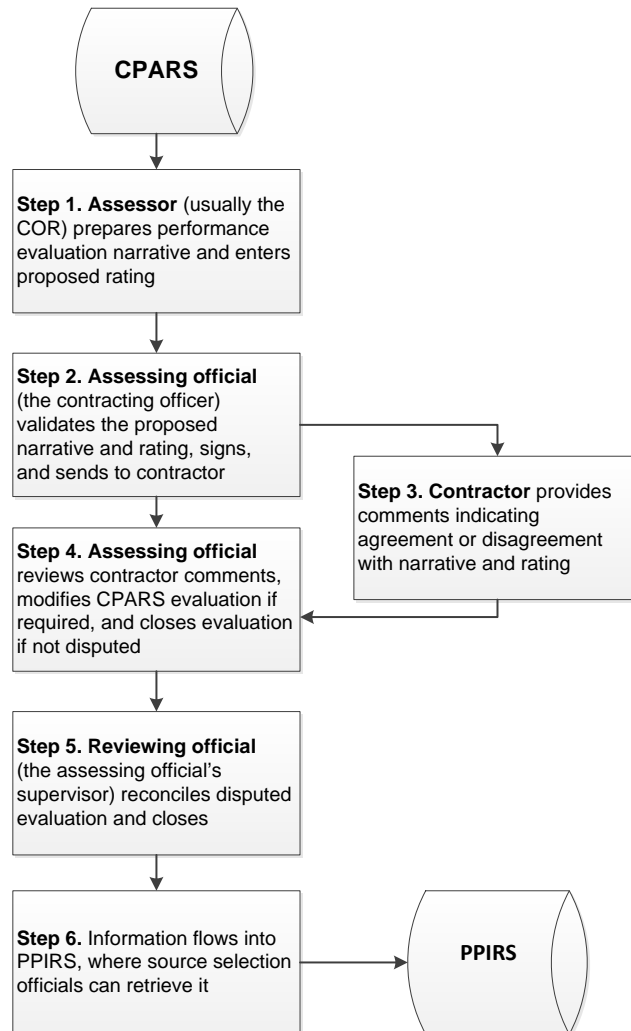 CPARS
Step 1. Assessor (usually the
COR) prepares performance
evaluation narrative and enters
proposed rating
Step 2. Assessing official
(the contracting officer)
validates the proposed
narrative and rating, signs,
and sends to contractor
Step 3. Contractor provides
comments indicating
agreement or disagreement
with narrative and rating
Step 4. Assessing official
reviews contractor comments,
modifies CPARS evaluation if
required, and closes evaluation
if not disputed
Step 5. Reviewing official
(the assessing official’s
supervisor) reconciles disputed
evaluation and closes
Step 6. Information flows into
PPIRS, where source selection
officials can retrieve it
PPIRS